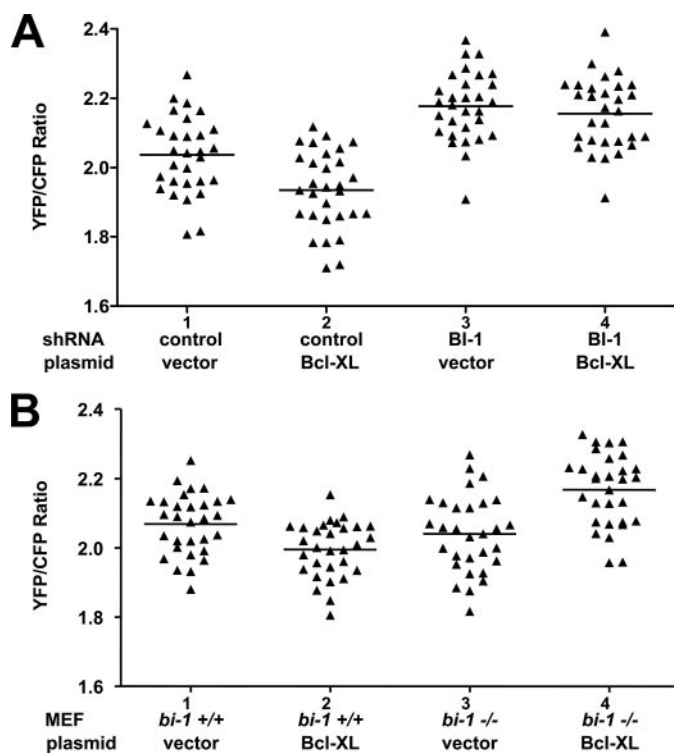 A
YFP/CFP Ratio
2.4
2.2
2.0
1.8
1.6
1 2 3 4
shRNA control control BI-1 BI-1
plasmid vector Bcl-XL vector Bcl-XL
B
YFP/CFP Ratio
2.4
2.2
2.0
1.8
1.6
1 2 3 4
MEF bi-1 +/+ bi-1 +/+ bi-1 -/- bi-1 -/-
plasmid vector Bcl-XL vector Bcl-XL